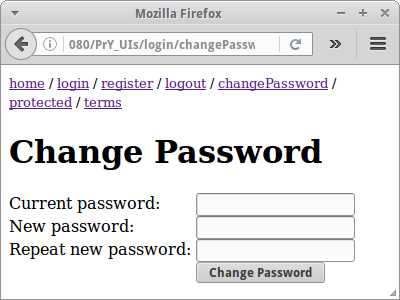 Mozilla Firefox
080/PrY_UIs/login/changePassw
home / login / register / logout / changePassword /
protected / terms
Change Password
Current password:
New password:
Repeat new password:
Change Password